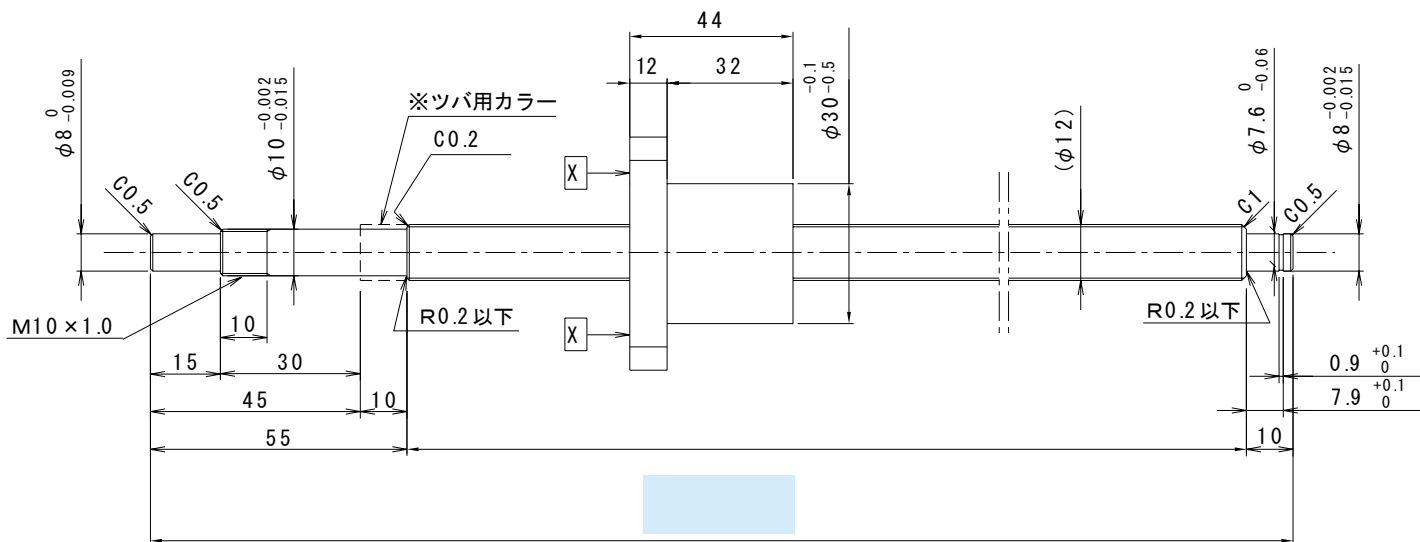 44
12
32
φ30 -0.1 -0.5
φ8 0 -0.009
φ10 -0.002 -0.015
※ツバ用カラー
C0.2
(φ12)
φ7.6 0 -0.06
φ8 -0.002 -0.015
C0.5
C0.5
X
C1
C0.5
M10×1.0
10
R0.2以下
X
R0.2以下
15
30
0.9 +0.1 0
45
10
7.9 +0.1 0
55
10